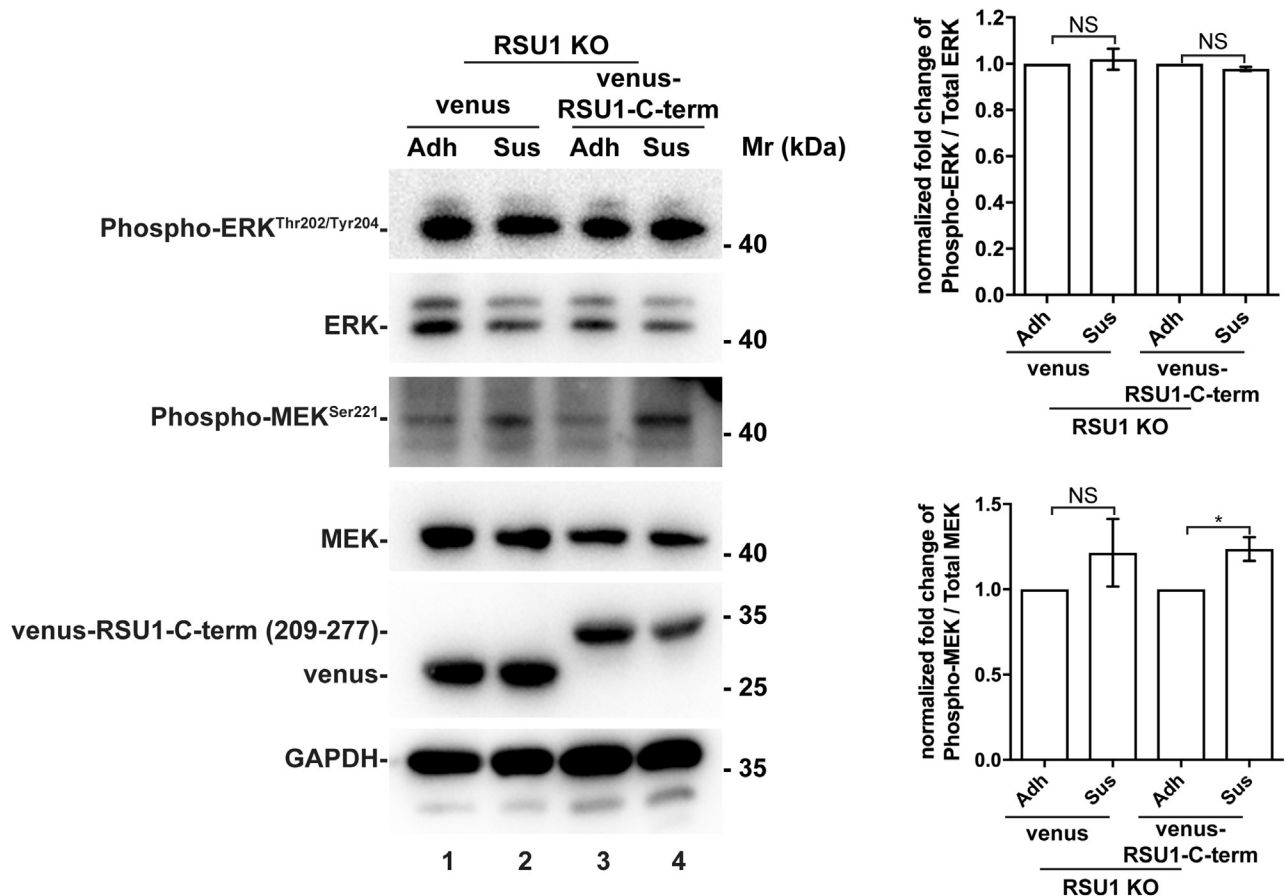 RSU1 KO
venus
venus-
RSU1-C-term
Adh Sus Adh Sus Mr (kDa)
Phospho-ERKThr202/Tyr204-
- 40
ERK-
- 40
Phospho-MEKSer221-
- 40
MEK-
- 40
venus-RSU1-C-term (209-277)-
- 35
venus-
- 25
GAPDH-
- 35
1 2 3 4
normalized fold change of
Phospho-ERK / Total ERK
1.2
1.0
0.8
0.6
0.4
0.2
0.0
NS
NS
Adh Sus Adh Sus
venus
venus-
RSU1-C-term
RSU1 KO
normalized fold change of
Phospho-MEK / Total MEK
1.5
1.0
0.5
0.0
NS
*
Adh Sus Adh Sus
venus
venus-
RSU1-C-term
RSU1 KO